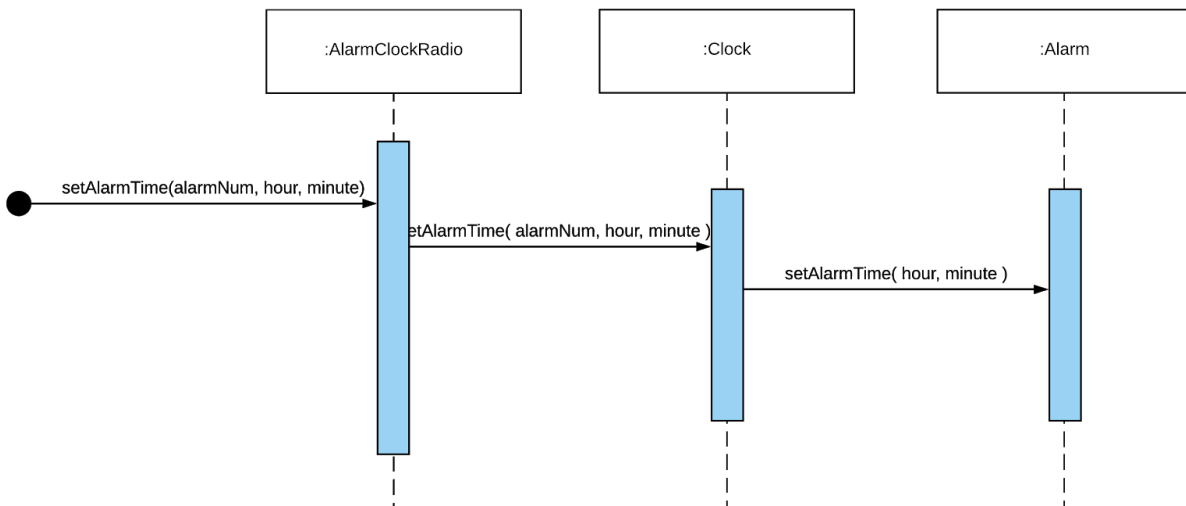 :AlarmClockRadio
:Clock
:Alarm
setAlarmTime(alarmNum, hour, minute)
etAlarmTime( alarmNum, hour, minute )
setAlarmTime( hour, minute )